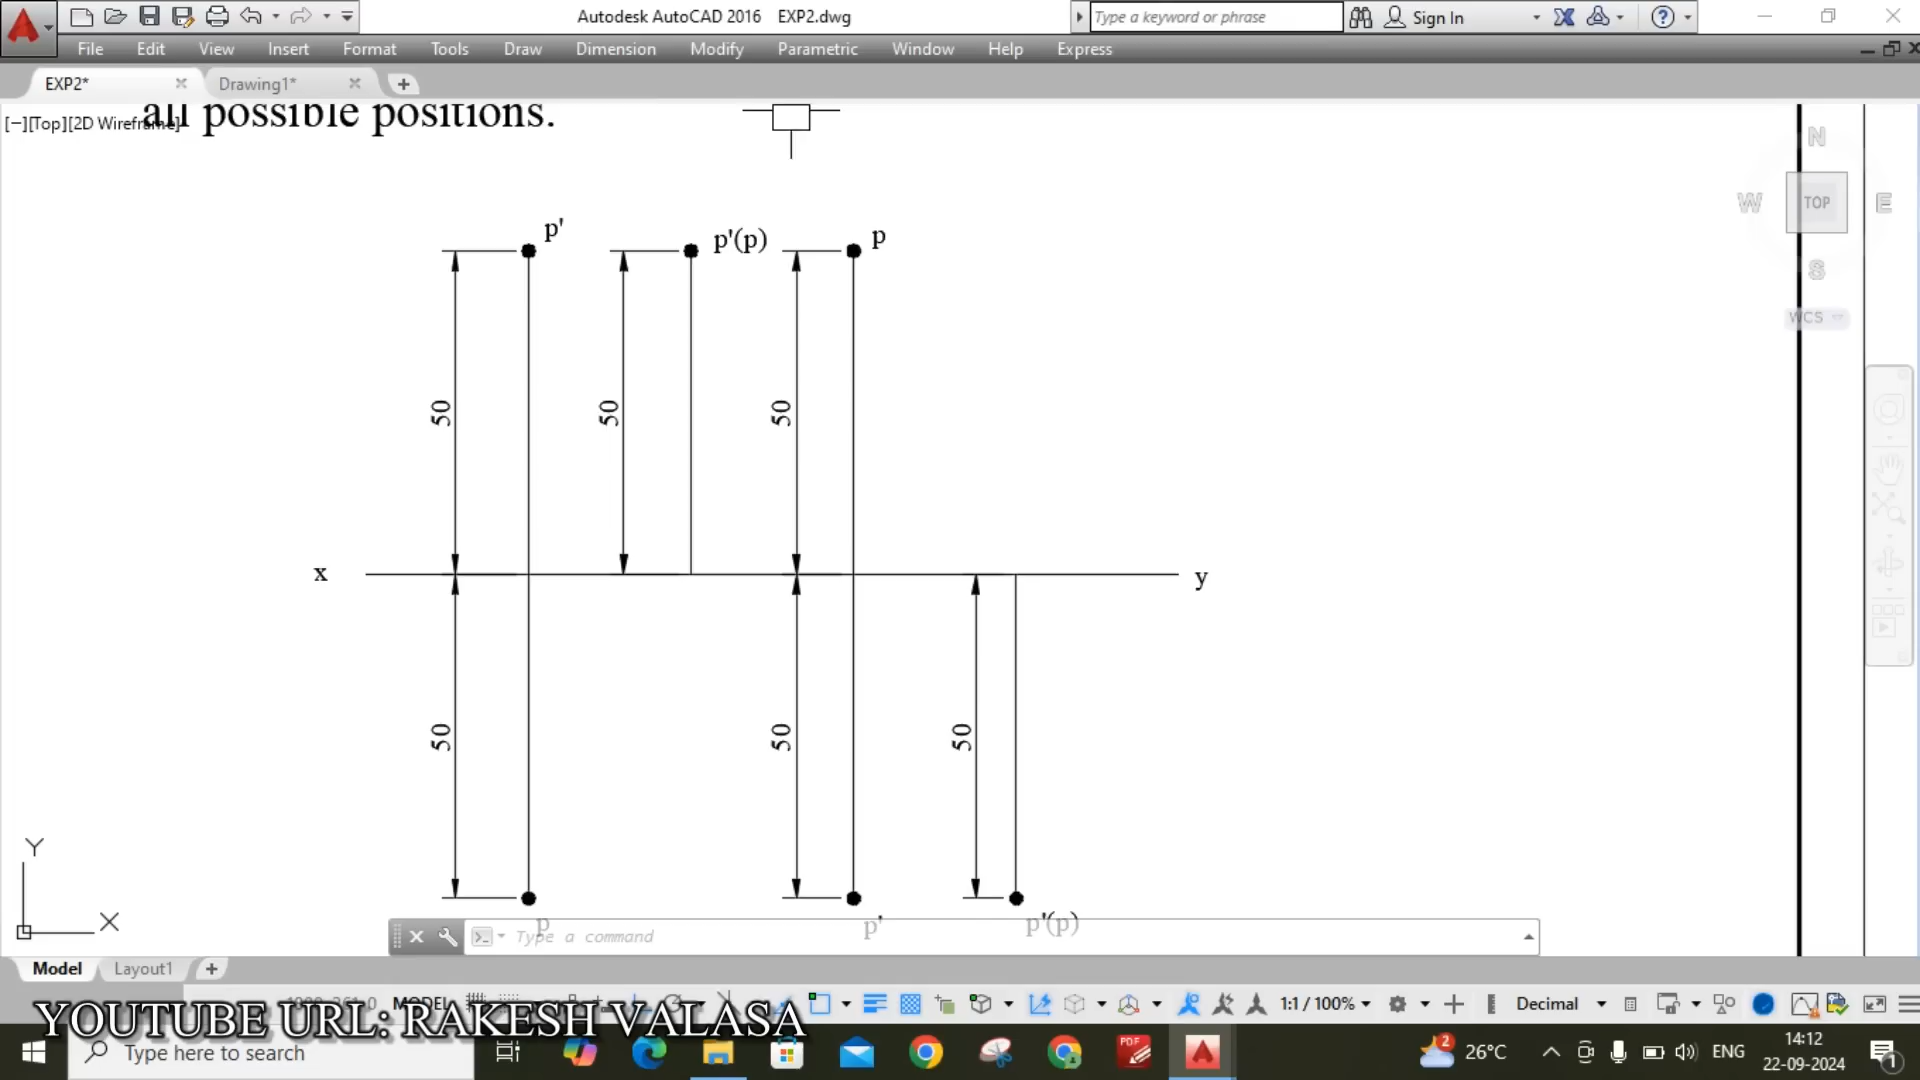 Autodesk AutoCAD 2016 EXP2.dwg
Type a keyword or phrase
Sign In
File Edit View Insert Format Tools Draw Dimension Modify Parametric Window Help Express
EXP2* Drawing1*
all possible positions.
[−][Top][2D Wireframe]
N
W TOP E
S
WCS
p' p'(p) p
50 50 50
x y
50 50 50
p p' p'(p)
Y
X
Type a command
Model Layout1
MODEL 1:1 / 100% Decimal
YOUTUBE URL: RAKESH VALASA
Type here to search
PDF
2
26°C
ENG
14:12
22-09-2024
1